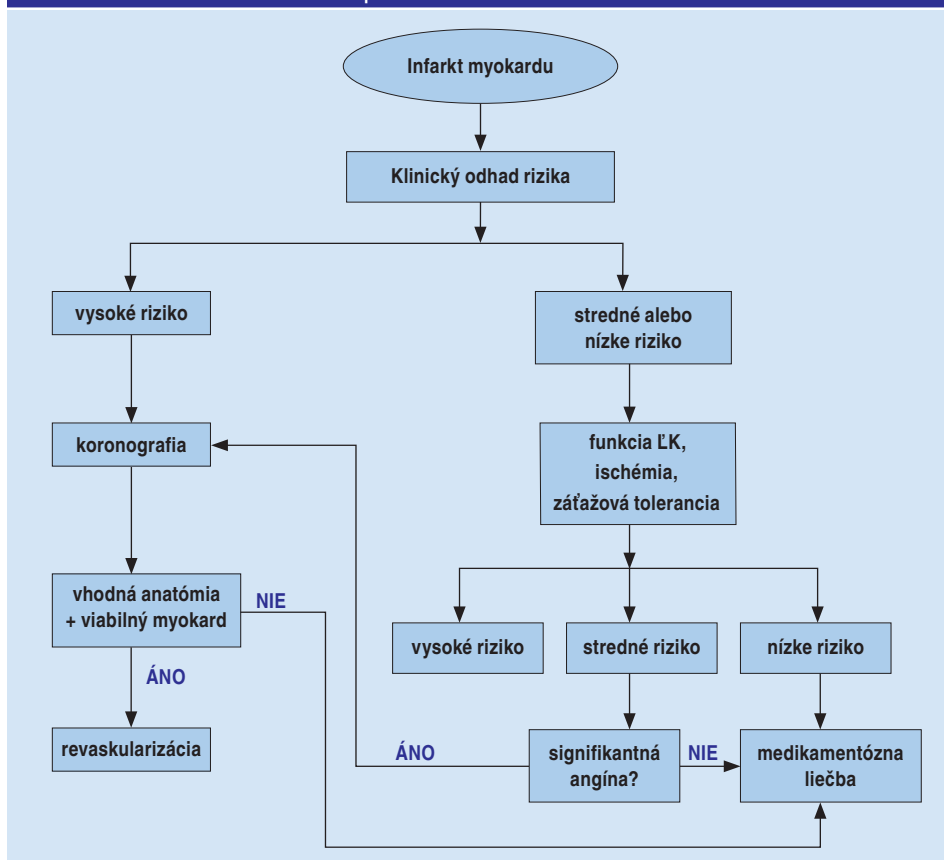 Infarkt myokardu
Klinický odhad rizika
vysoké riziko
stredné alebo
nízke riziko
koronografia
funkcia ĽK,
ischémia,
záťažová tolerancia
vhodná anatómia
+ viabilný myokard
NIE
vysoké riziko
stredné riziko
nízke riziko
ÁNO
revaskularizácia
ÁNO
signifikantná
angína?
NIE
medikamentózna
liečba